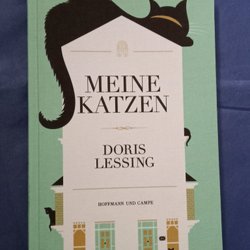 MEINE
KATZEN
DORIS
LESSING
HOFFMANN UND CAMPE